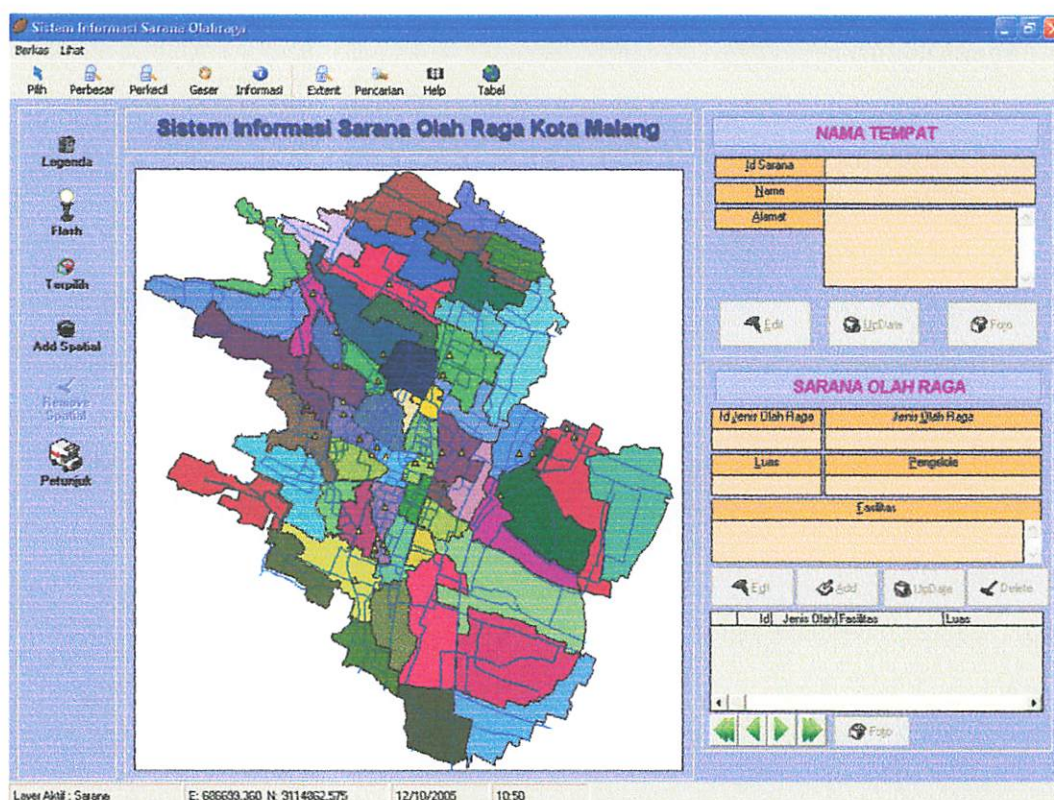 Sistem Informasi Sarana Olahraga
Berkas Lihat
Pilih Perbesar Perkecil Geser Informasi Extent Pencarian Help Tabel
Legenda
Flash
Terpilih
Add Spatial
Remove Spatial
Petunjuk
Sistem Informasi Sarana Olah Raga Kota Malang
NAMA TEMPAT
Id Sarana
Nama
Alamat
Edit UpDate Foto
SARANA OLAH RAGA
Id Jenis Olah Raga Jenis Olah Raga
Luas Pengelola
Fasilitas
Edit Add UpDate Delete
Id Jenis Olah Fasilitas Luas
Foto
Layer Aktif : Sarana E: 686699.360 N: 9114862.575 12/10/2005 10:50